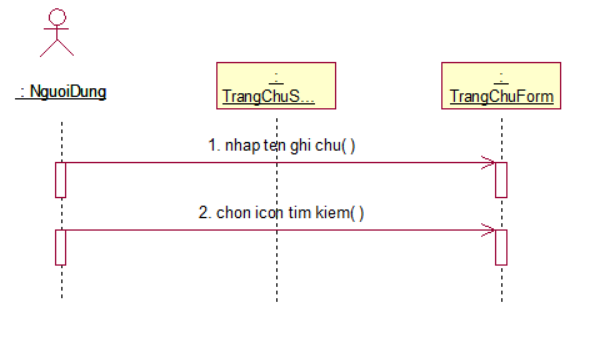 : NguoiDung
:
TrangChuS...
:
TrangChuForm
1. nhap ten ghi chu( )
2. chon icon tim kiem( )